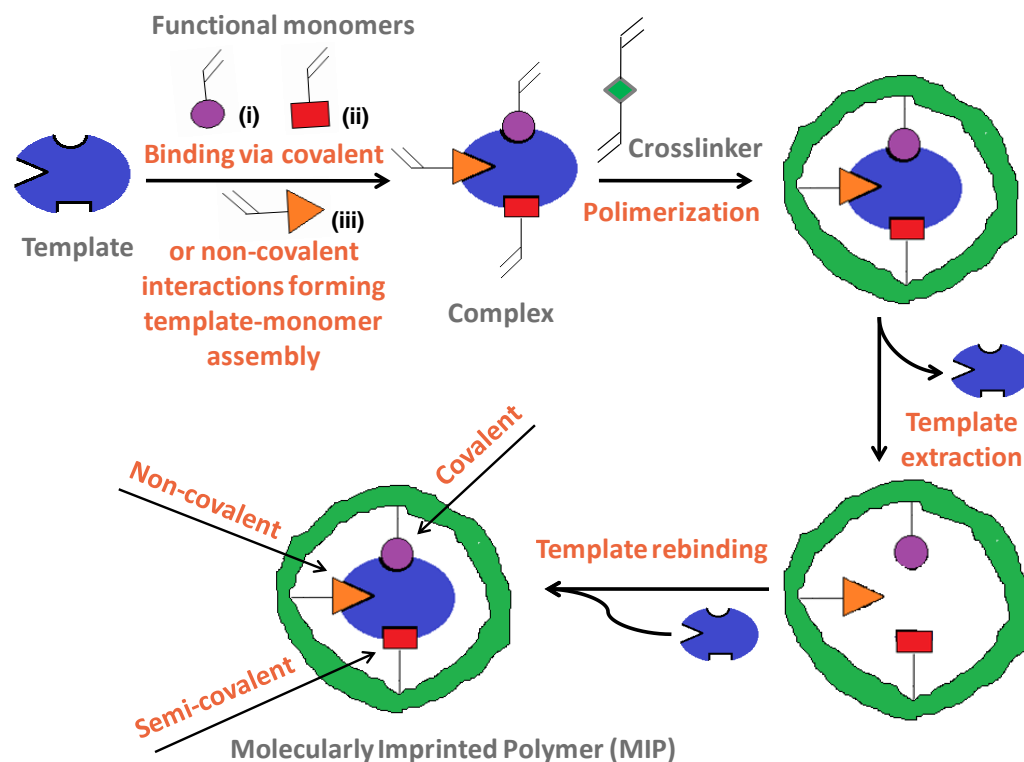 Functional monomers
(i)
(ii)
Binding via covalent
(iii)
or non-covalent
interactions forming
template-monomer
assembly
Template
Complex
Crosslinker
Polimerization
Template
extraction
Template rebinding
Covalent
Non-covalent
Semi-covalent
Molecularly Imprinted Polymer (MIP)